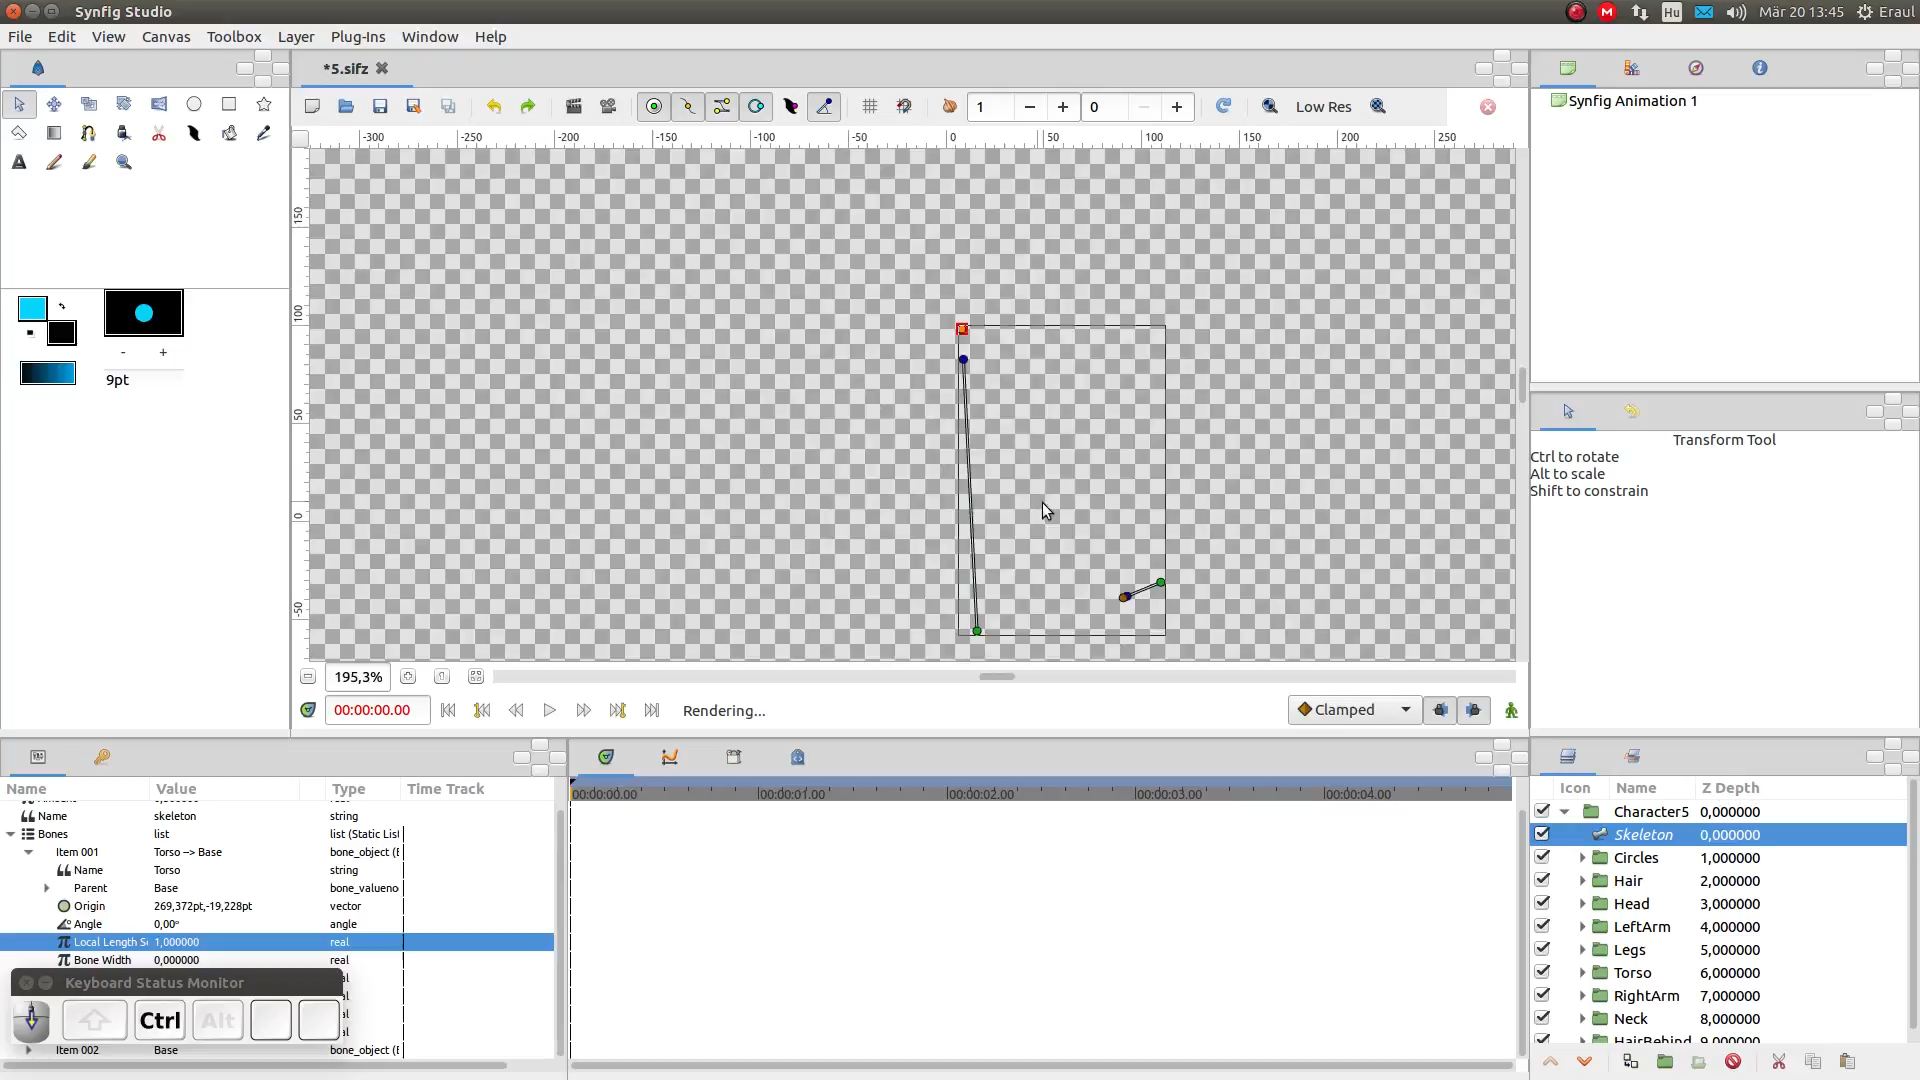 Synfig Studio
Hu
Mär 20 13:45
Eraul
File Edit View Canvas Toolbox Layer Plug-Ins Window Help
*5.sifz
1
0
Low Res
-300 -250 -200 -150 -100 -50 0 50 100 150 200 250
150
100
50
0
-50
- +
9pt
Synfig Animation 1
Transform Tool
Ctrl to rotate
Alt to scale
Shift to constrain
195,3%
00:00:00.00
Rendering...
Clamped
Name Value Type Time Track
Name skeleton string
Bones list list (Static List
Item 001 Torso --> Base bone_object (B
Name Torso string
Parent Base bone_valueno
Origin 269,372pt,-19,228pt vector
Angle 0,00º angle
Local Length Sc 1,000000 real
Bone Width 0,000000 real
Keyboard Status Monitor
Ctrl Alt
Item 002 Base bone_object (B
00:00:00.00 00:00:01.00 00:00:02.00 00:00:03.00 00:00:04.00
Icon Name Z Depth
Character5 0,000000
Skeleton 0,000000
Circles 1,000000
Hair 2,000000
Head 3,000000
LeftArm 4,000000
Legs 5,000000
Torso 6,000000
RightArm 7,000000
Neck 8,000000
HairBehind 9,000000